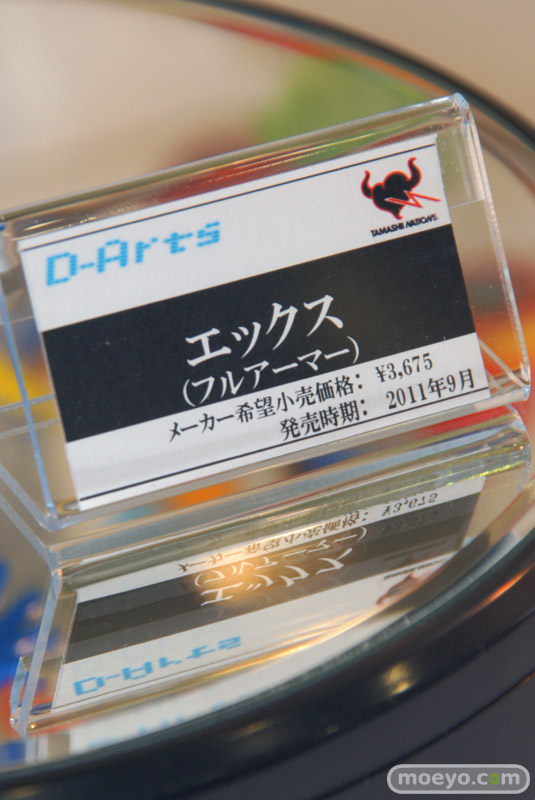 D-Arts
TAMASHII NATIONS
エックス
(フルアーマー)
メーカー希望小売価格: ¥3,675
発売時期: 2011年9月
moeyo.com